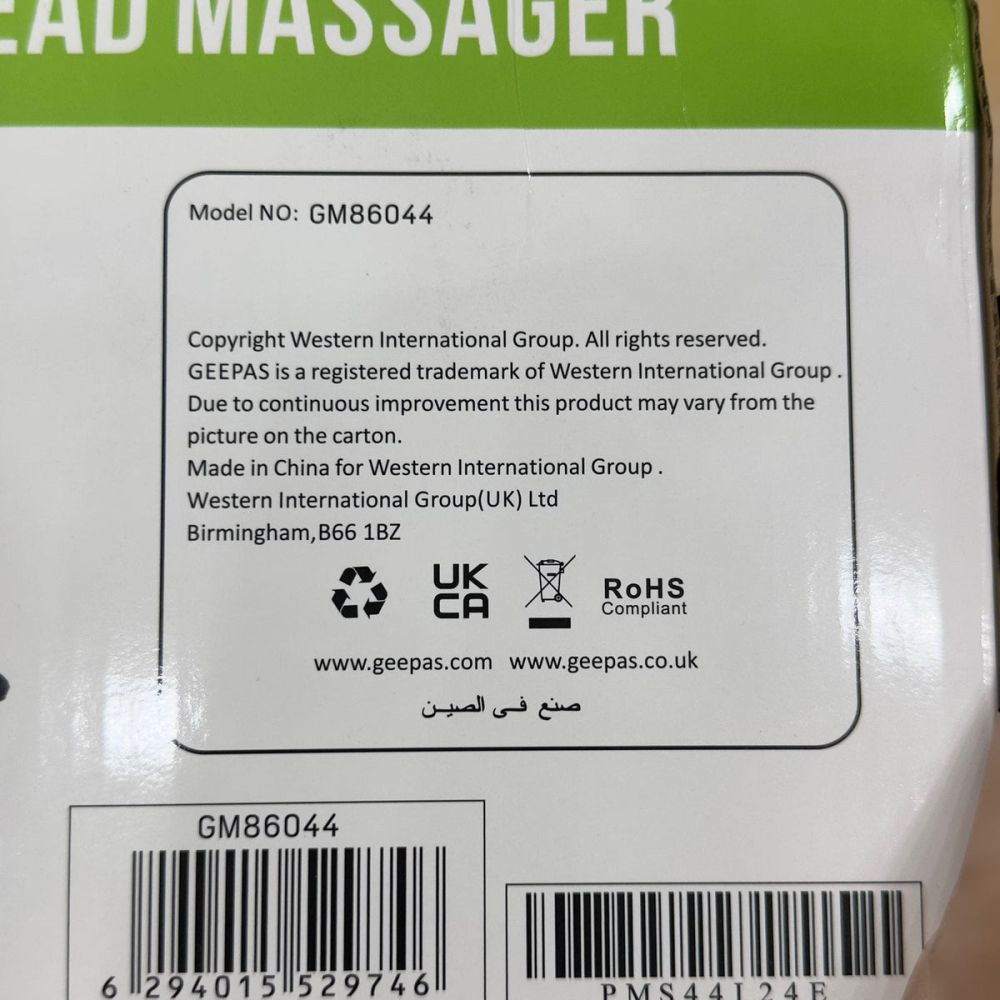 MASSAGER
Model NO: GM86044
Copyright Western International Group. All rights reserved.
GEEPAS is a registered trademark of Western International Group .
Due to continuous improvement this product may vary from the
picture on the carton.
Made in China for Western International Group .
Western International Group(UK) Ltd
Birmingham,B66 1BZ
UK
CA
RoHS
Compliant
www.geepas.com www.geepas.co.uk
صنع في الصين
GM86044
6 294015 529746